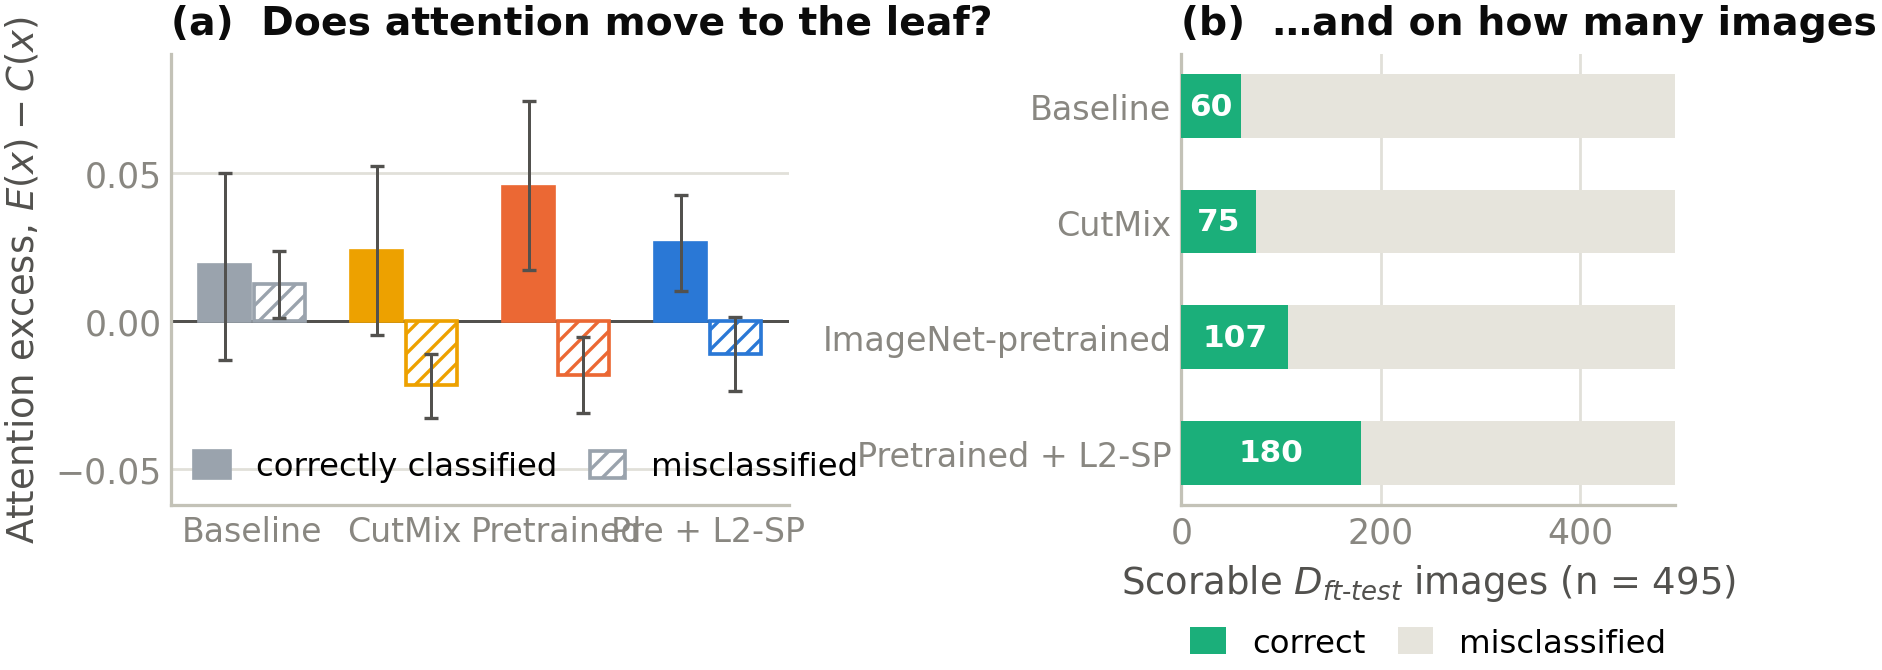 (a) Does attention move to the leaf?
Attention excess, E(x) − C(x)
0.05
0.00
−0.05
correctly classified
misclassified
Baseline
CutMix
Pretrained
Pre + L2-SP
(b) …and on how many images
Baseline
60
CutMix
75
ImageNet-pretrained
107
Pretrained + L2-SP
180
0
200
400
Scorable D_ft-test images (n = 495)
correct
misclassified